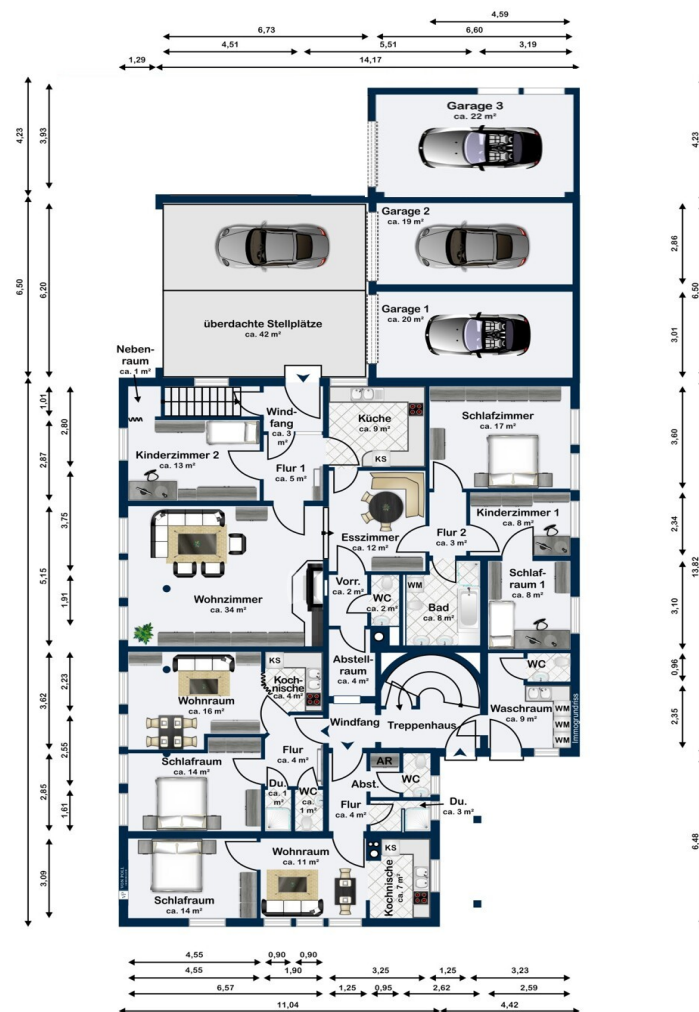 4,59
6,73
6,60
4,51
5,51
3,19
1,29
14,17
4,23
3,93
4,23
Garage 3
ca. 22 m²
Garage 2
ca. 19 m²
6,50
6,20
2,86
6,50
Garage 1
ca. 20 m²
3,01
überdachte Stellplätze
ca. 42 m²
Neben-
raum
ca. 1 m²
1,01
2,80
2,87
Wind-
fang
ca. 3
m²
Küche
ca. 9 m²
KS
Schlafzimmer
ca. 17 m²
3,60
Kinderzimmer 2
ca. 13 m²
Flur 1
ca. 5 m²
3,75
5,15
1,91
Esszimmer
ca. 12 m²
Flur 2
ca. 3 m²
Kinderzimmer 1
ca. 8 m²
2,34
13,82
Wohnzimmer
ca. 34 m²
Vorr.
ca. 2 m²
WC
ca. 2 m²
WM
Bad
ca. 8 m²
Schlaf-
raum 1
ca. 8 m²
3,10
Abstell-
raum
ca. 4 m²
WC
0,96
3,62
2,23
KS
Koch-
nische
ca. 4 m²
Wohnraum
ca. 16 m²
Windfang
Treppenhaus
Waschraum
ca. 9 m²
WM
WM
WM
Immogrundriss
2,35
2,55
2,85
1,61
Schlafraum
ca. 14 m²
Flur
ca. 4 m²
Du.
ca. 1
m²
WC
ca.
1 m²
AR
Abst.
WC
Flur
ca. 4 m²
Du.
ca. 3 m²
6,48
3,09
Wohnraum
ca. 11 m²
KS
Kochnische
ca. 7 m²
Schlafraum
ca. 14 m²
4,55
0,90
0,90
4,55
1,90
3,25
1,25
3,23
6,57
1,25
0,95
2,62
2,59
11,04
4,42